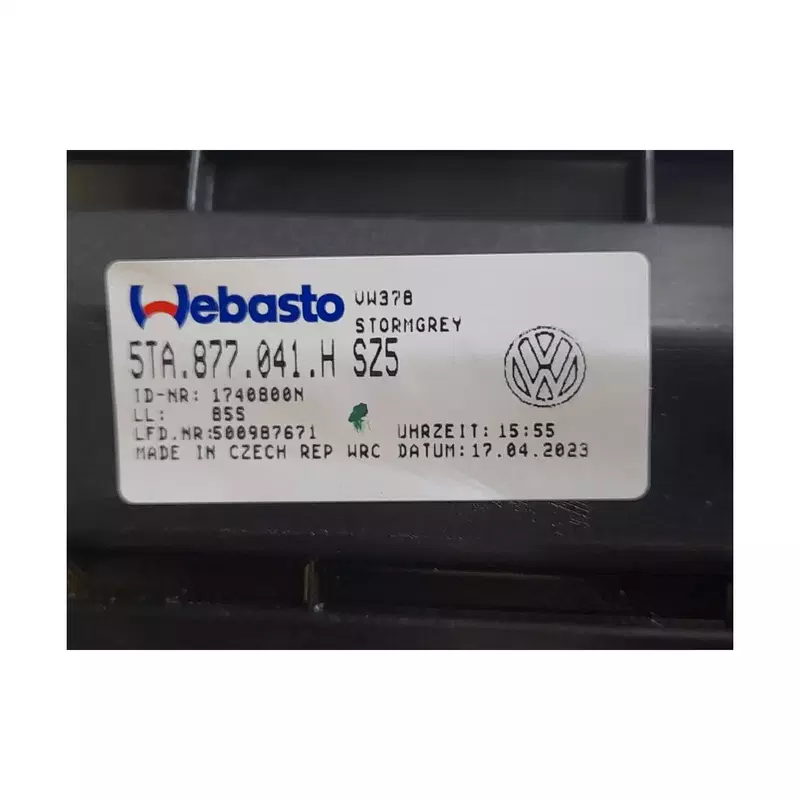 Webasto VW378
STORMGREY
5TA.877.041.H SZ5
ID-NR: 1740800N
LL: 85S
LFD.NR:500987671 UHRZEIT: 15:55
MADE IN CZECH REP WRC DATUM:17.04.2023